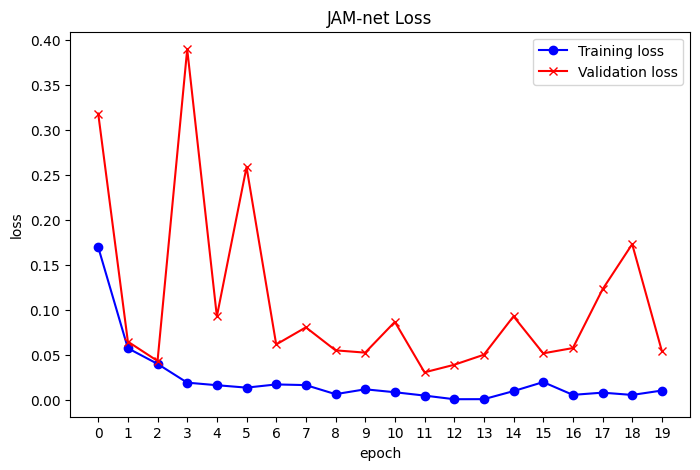 JAM-net Loss
Training loss
Validation loss
0.40
0.35
0.30
0.25
0.20
0.15
0.10
0.05
0.00
loss
0 1 2 3 4 5 6 7 8 9 10 11 12 13 14 15 16 17 18 19
epoch